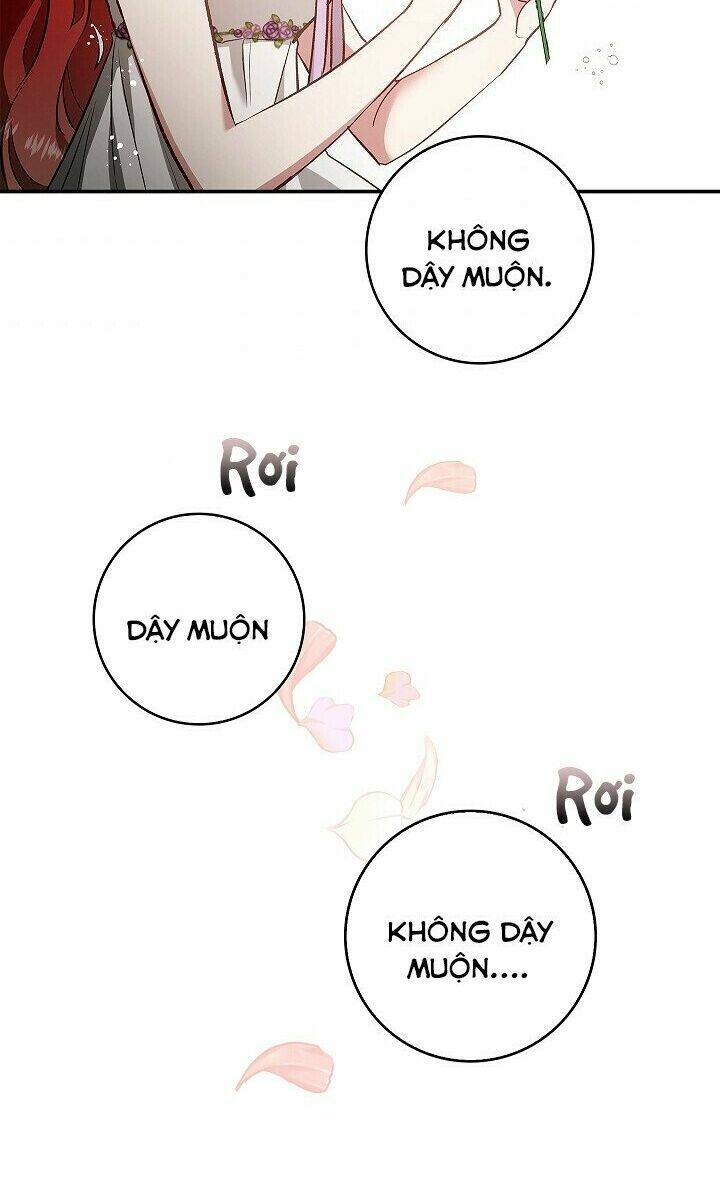 KHÔNG
DẬY MUỘN.
Rơi
DẬY MUỘN
Rơi
KHÔNG DẬY
MUỘN....